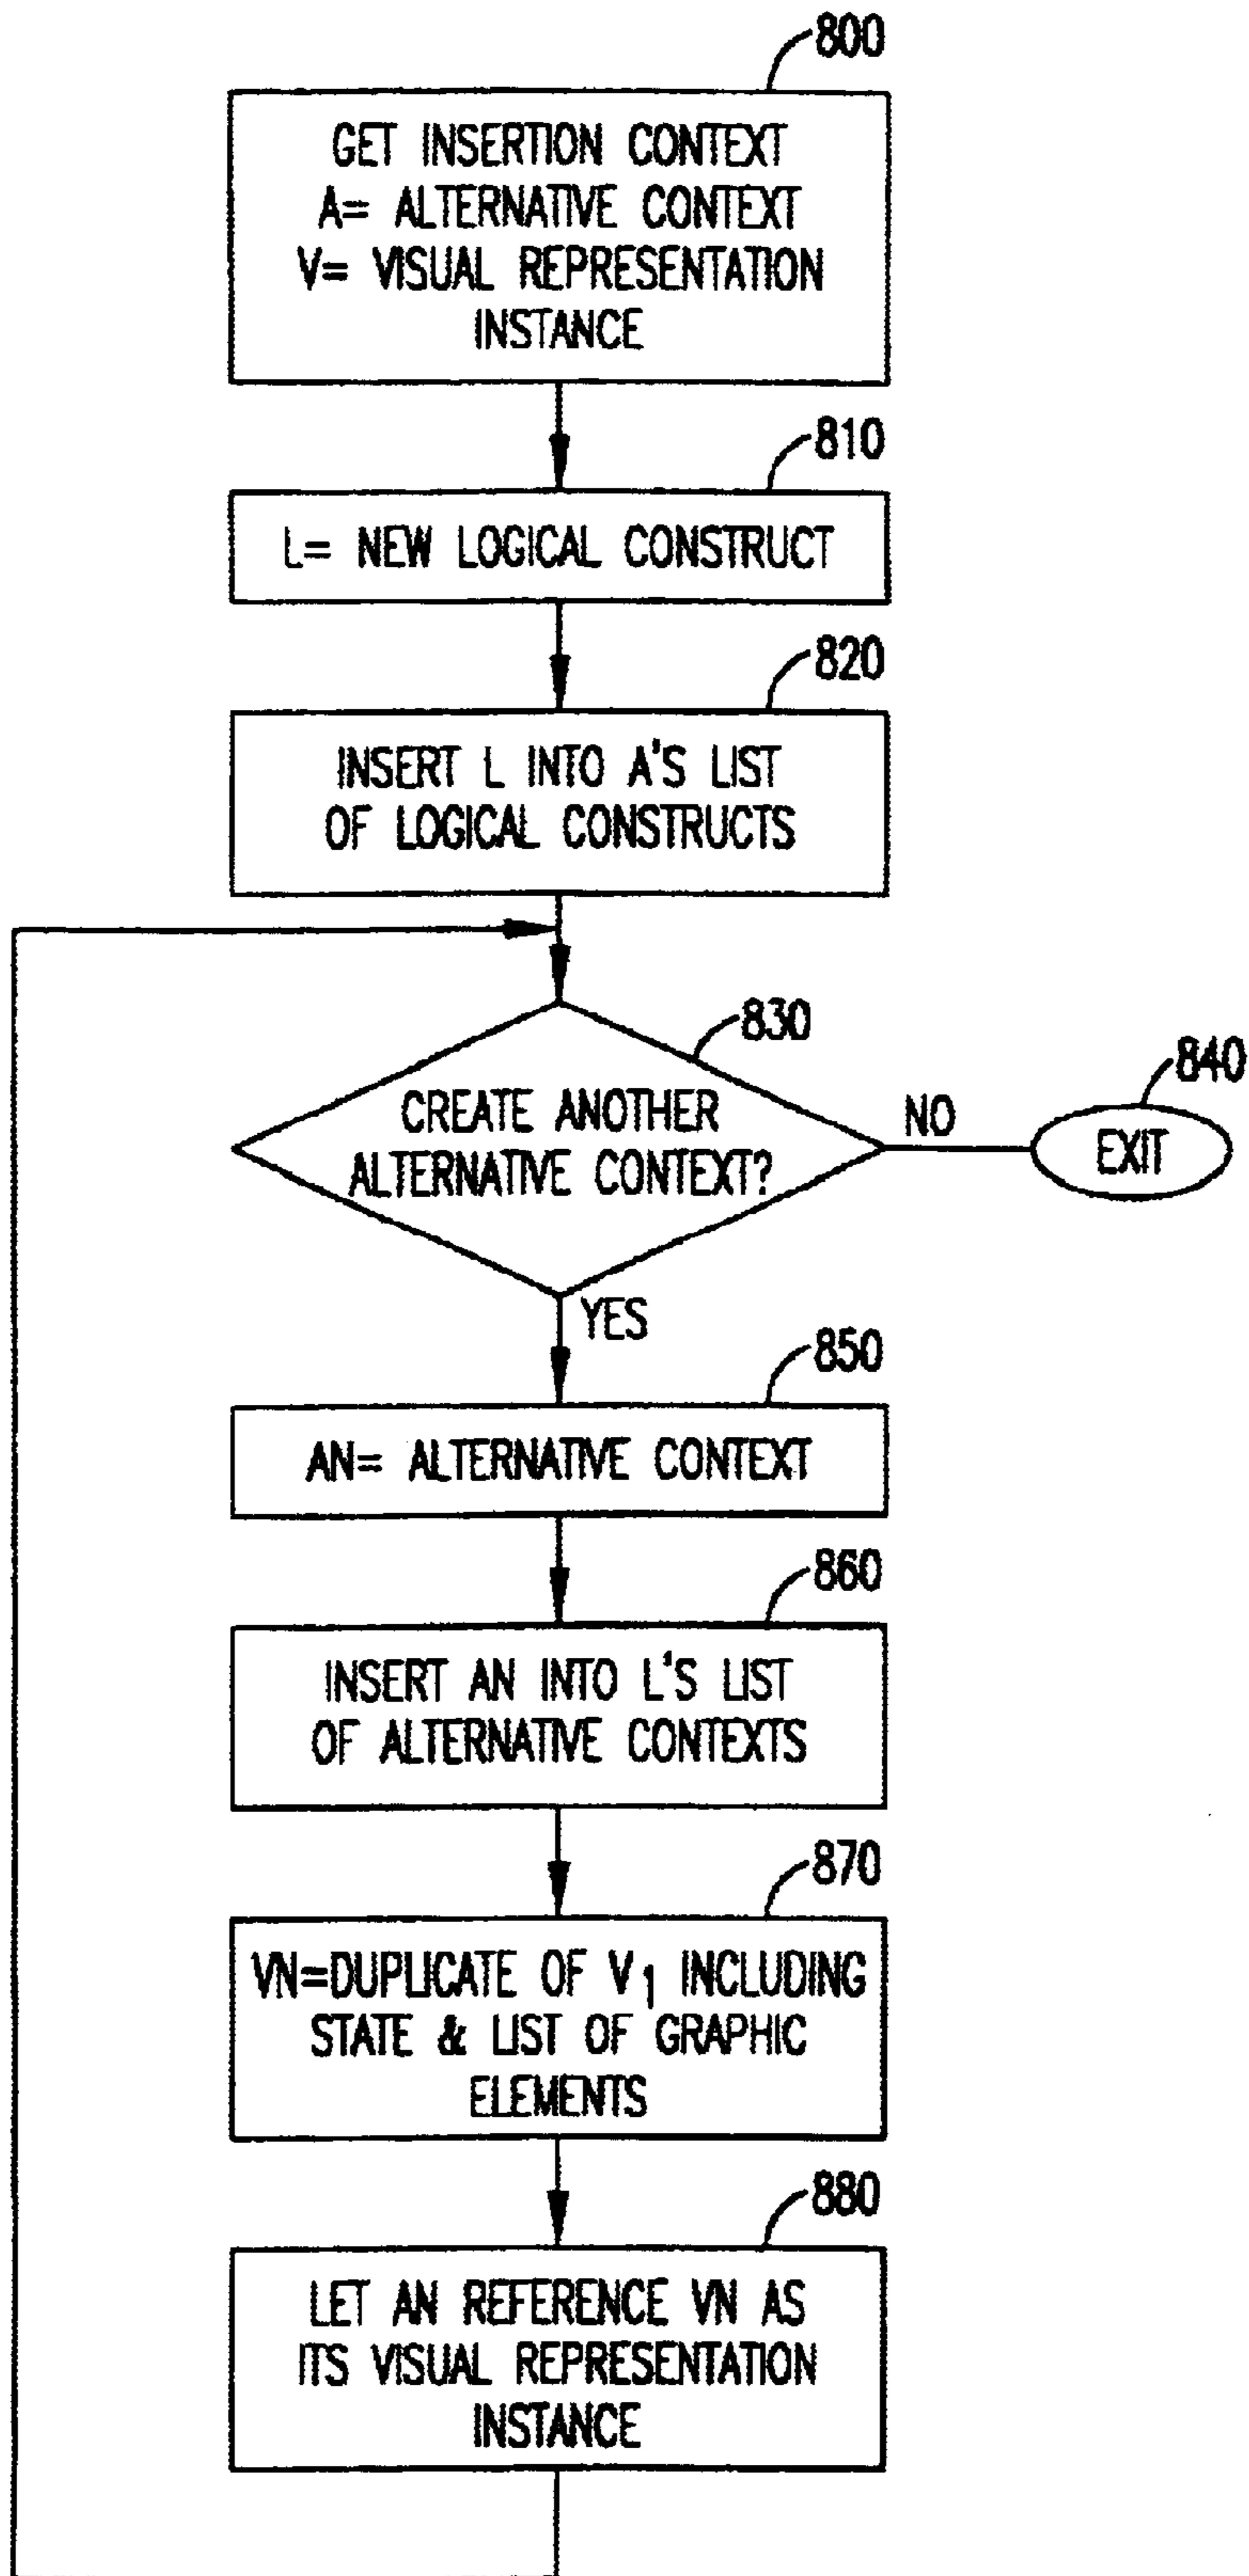 800
GET INSERTION CONTEXT
A= ALTERNATIVE CONTEXT
V= VISUAL REPRESENTATION
INSTANCE
810
L= NEW LOGICAL CONSTRUCT
820
INSERT L INTO A'S LIST
OF LOGICAL CONSTRUCTS
830
CREATE ANOTHER
ALTERNATIVE CONTEXT?
NO
840
EXIT
YES
850
AN= ALTERNATIVE CONTEXT
860
INSERT AN INTO L'S LIST
OF ALTERNATIVE CONTEXTS
870
VN=DUPLICATE OF V1 INCLUDING
STATE & LIST OF GRAPHIC
ELEMENTS
880
LET AN REFERENCE VN AS
ITS VISUAL REPRESENTATION
INSTANCE